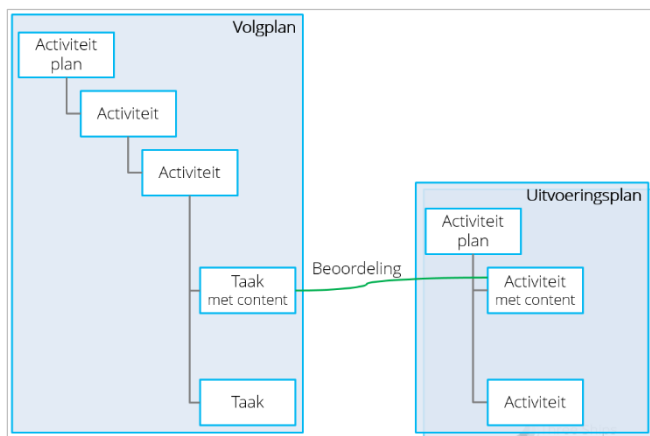 Volgplan
Activiteit
plan
Activiteit
Activiteit
Taak
met content
Taak
Beoordeling
Uitvoeringsplan
Activiteit
plan
Activiteit
met content
Activiteit